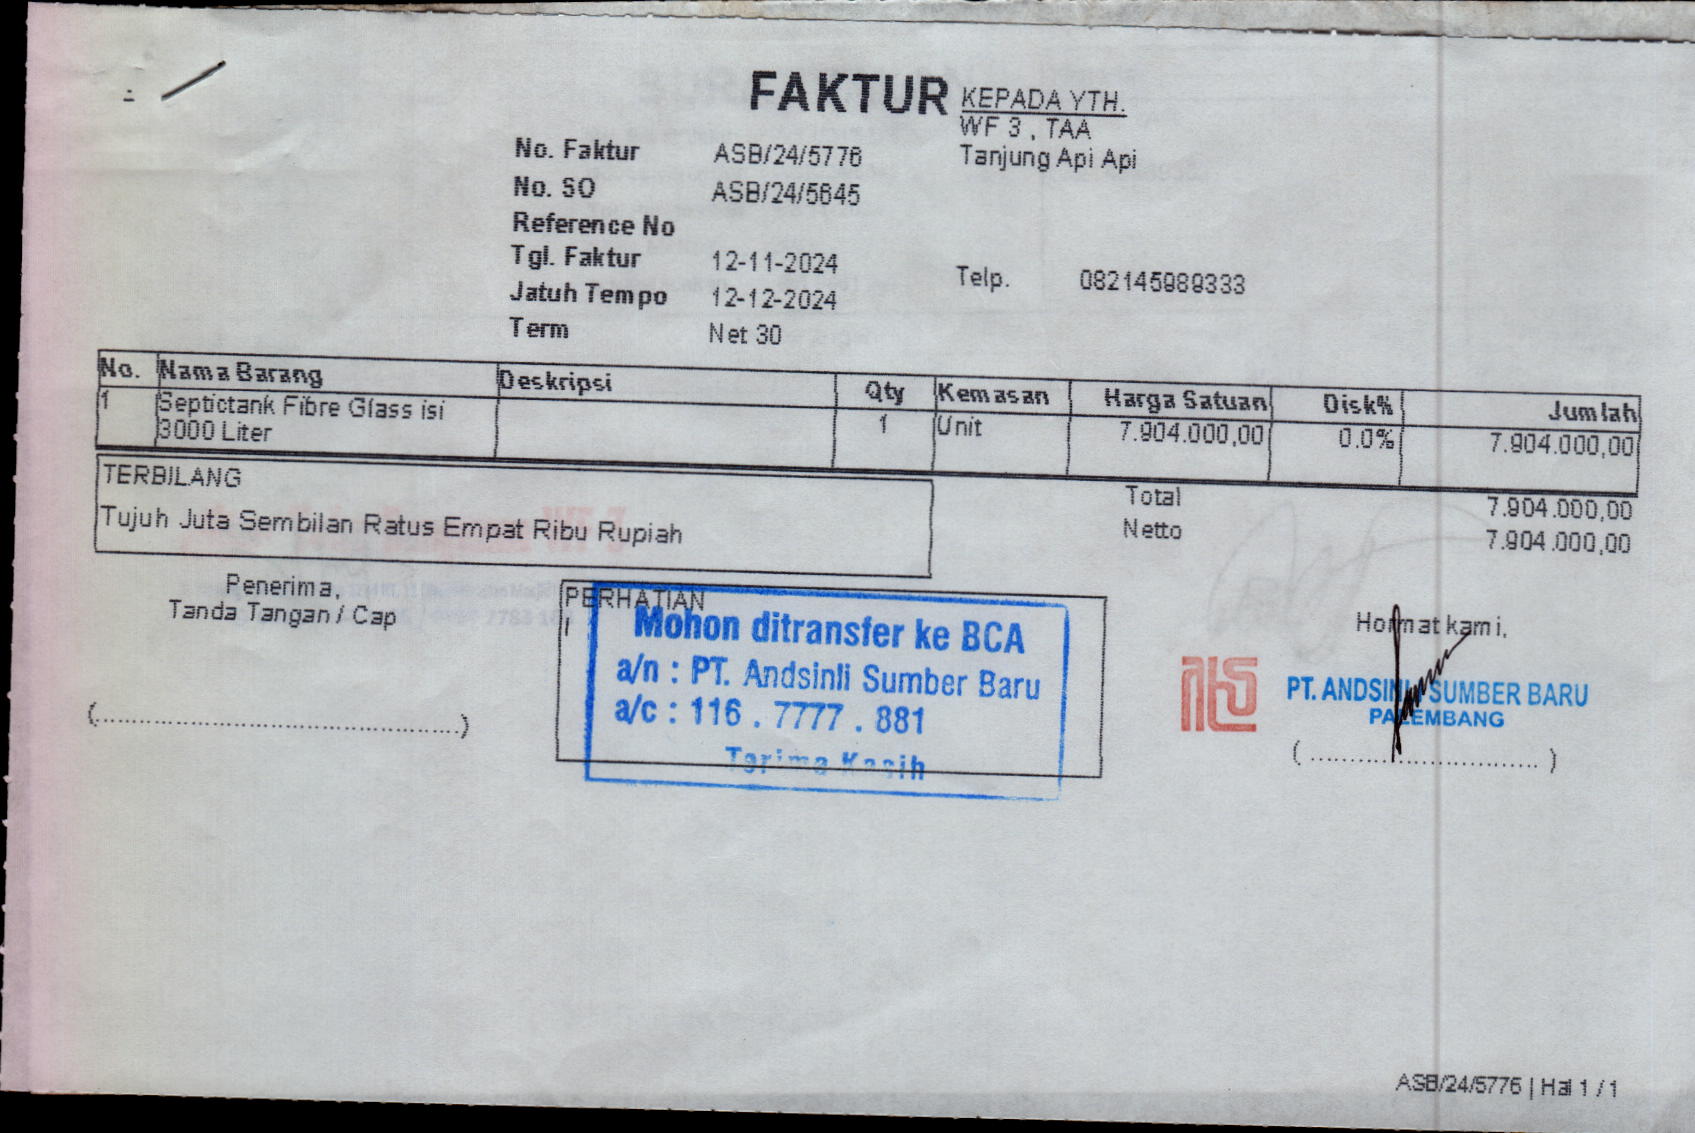 FAKTUR
KEPADA YTH.
WF 3 , TAA
Tanjung Api Api
No. Faktur ASB/24/5776
No. SO ASB/24/5645
Reference No
Tgl. Faktur 12-11-2024
Telp. 082145989333
Jatuh Tempo 12-12-2024
Term Net 30
No. Nama Barang Deskripsi Qty Kemasan Harga Satuan Disk% Jumlah
1 Septictank Fibre Glass isi 1 Unit 7.904.000,00 0.0% 7.904.000,00
3000 Liter
TERBILANG
Tujuh Juta Sembilan Ratus Empat Ribu Rupiah
Total 7.904.000,00
Netto 7.904.000,00
Penerima,
Tanda Tangan / Cap
(......................................)
PERHATIAN
Mohon ditransfer ke BCA
a/n : PT. Andsinli Sumber Baru
a/c : 116 . 7777 . 881
Terima Kasih
Hormat kami,
PT. ANDSINLI SUMBER BARU
PALEMBANG
( ............................. )
ASB/24/5776 | Hal 1 / 1